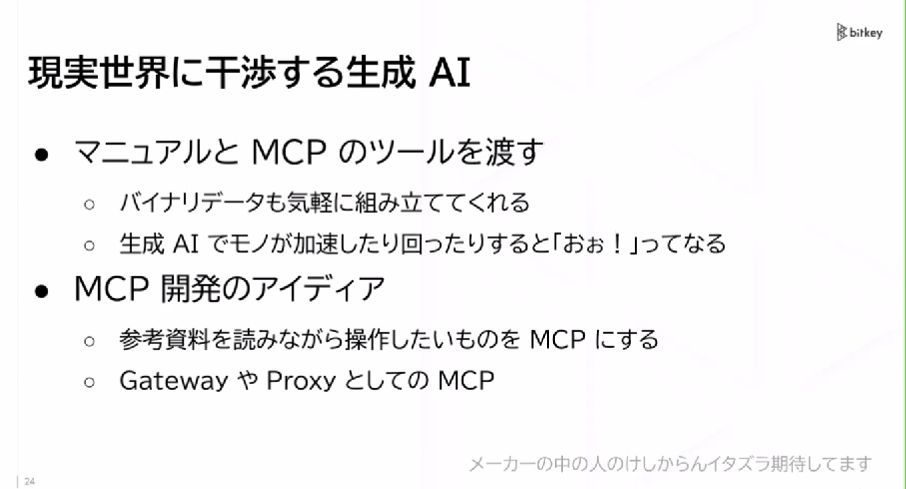 bitkey
現実世界に干渉する生成 AI
● マニュアルと MCP のツールを渡す
○ バイナリデータも気軽に組み立ててくれる
○ 生成 AI でモノが加速したり回ったりすると「おぉ！」ってなる
● MCP 開発のアイディア
○ 参考資料を読みながら操作したいものを MCP にする
○ Gateway や Proxy としての MCP
メーカーの中の人のけしからんイタズラ期待してます
24